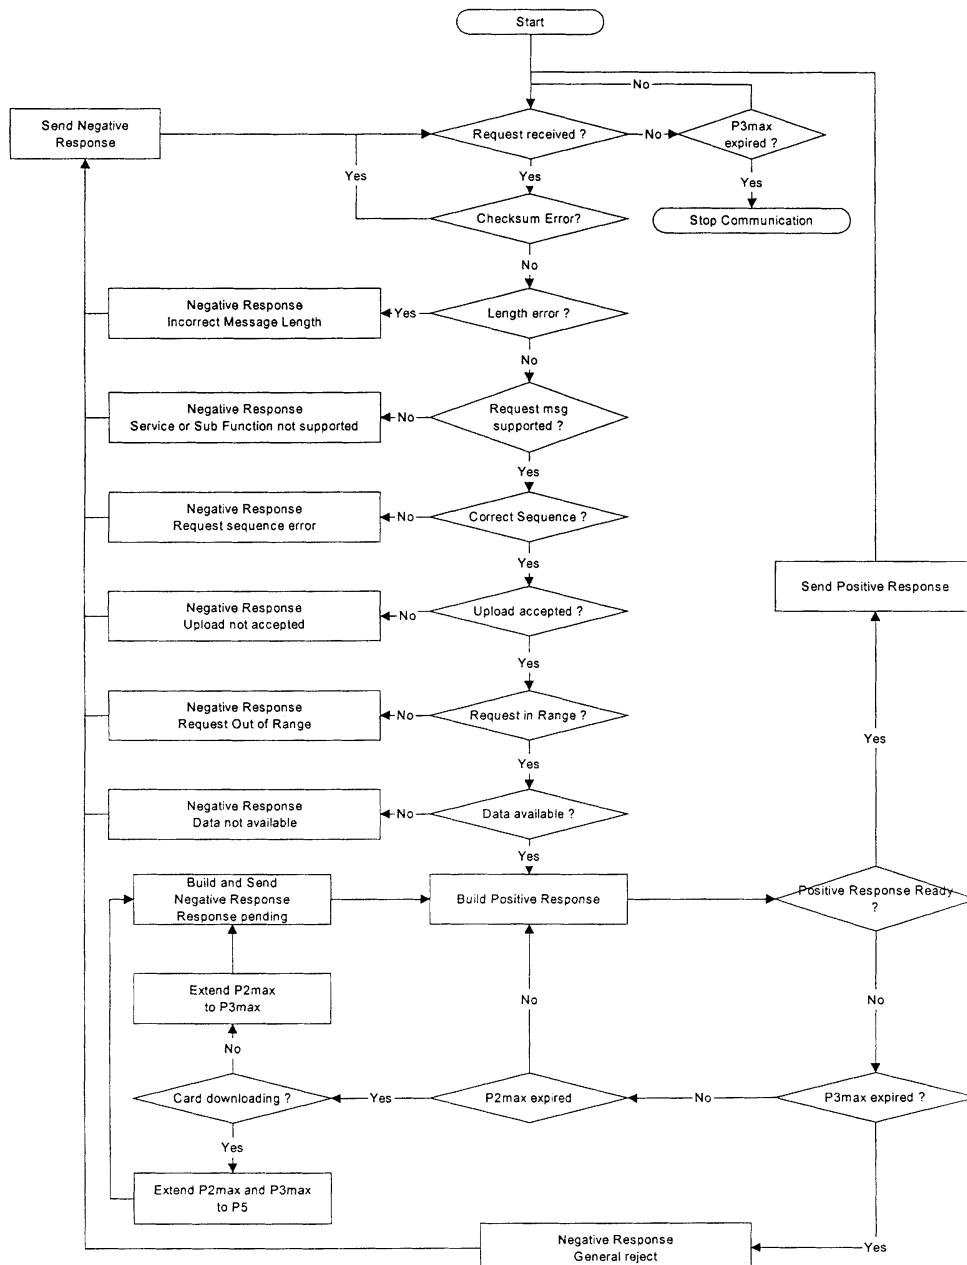 Start
No
Send Negative
Response
Request received ?
No
P3max
expired ?
Yes
Yes
Yes
Checksum Error?
Stop Communication
No
Negative Response
Incorrect Message Length
Yes
Length error ?
No
Negative Response
Service or Sub Function not supported
No
Request msg
supported ?
Yes
Negative Response
Request sequence error
No
Correct Sequence ?
Yes
Send Positive Response
Negative Response
Upload not accepted
No
Upload accepted ?
Yes
Negative Response
Request Out of Range
No
Request in Range ?
Yes
Yes
Negative Response
Data not available
No
Data available ?
Yes
Build and Send
Negative Response
Response pending
Build Positive Response
Positive Response Ready
?
Extend P2max
to P3max
No
No
No
Card downloading ?
Yes
P2max expired
No
P3max expired ?
Yes
Extend P2max and P3max
to P5
Negative Response
General reject
Yes